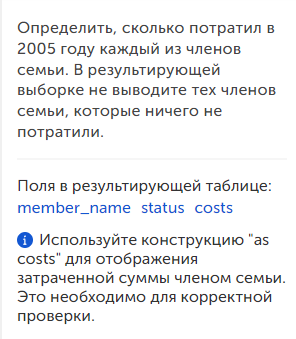 Определить, сколько потратил в
2005 году каждый из членов
семьи. В результирующей
выборке не выводите тех членов
семьи, которые ничего не
потратили.
Поля в результирующей таблице:
member_name status costs
Используйте конструкцию "as
costs" для отображения
затраченной суммы членом семьи.
Это необходимо для корректной
проверки.